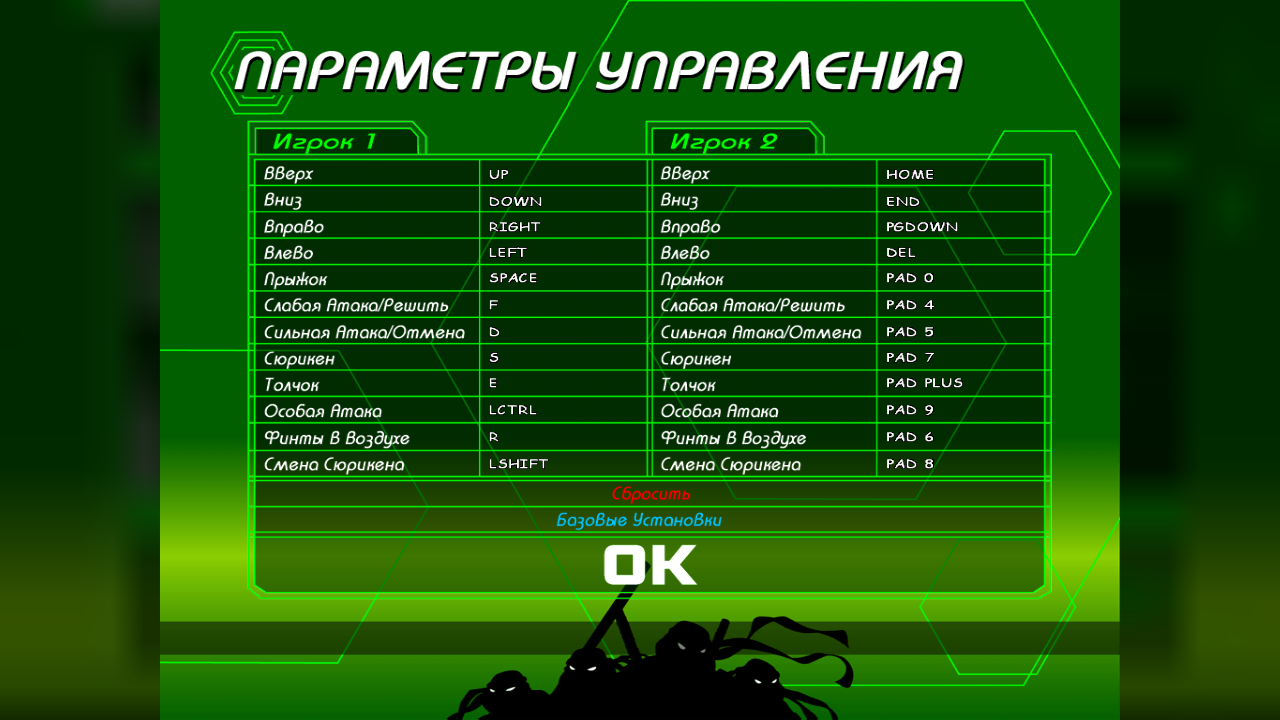 ПАРАМЕТРЫ УПРАВЛЕНИЯ
Игрок 1 Игрок 2
Вверх UP Вверх HOME
Вниз DOWN Вниз END
Вправо RIGHT Вправо PGDOWN
Влево LEFT Влево DEL
Прыжок SPACE Прыжок PAD 0
Слабая Атака/Решить F Слабая Атака/Решить PAD 4
Сильная Атака/Отмена D Сильная Атака/Отмена PAD 5
Сюрикен S Сюрикен PAD 7
Толчок E Толчок PAD PLUS
Особая Атака LCTRL Особая Атака PAD 9
Финты В Воздухе R Финты В Воздухе PAD 6
Смена Сюрикена LSHIFT Смена Сюрикена PAD 8
Сбросить
Базовые Установки
OK